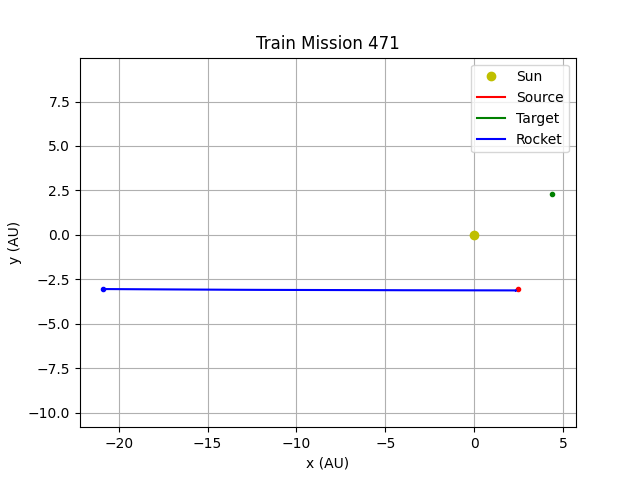 Train Mission 471
Sun
Source
Target
Rocket
7.5
5.0
2.5
0.0
−2.5
−5.0
−7.5
−10.0
y (AU)
−20
−15
−10
−5
0
5
x (AU)